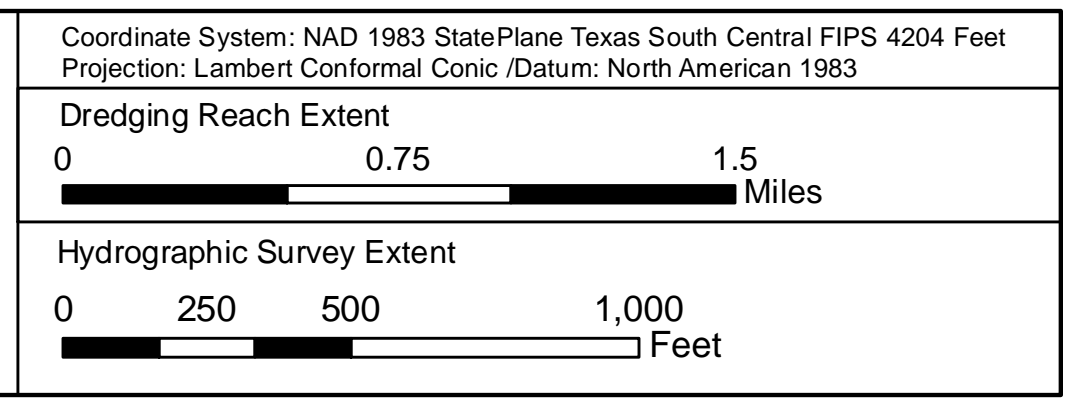 Coordinate System: NAD 1983 StatePlane Texas South Central FIPS 4204 Feet
Projection: Lambert Conformal Conic /Datum: North American 1983
Dredging Reach Extent
0 0.75 1.5
Miles
Hydrographic Survey Extent
0 250 500 1,000
Feet